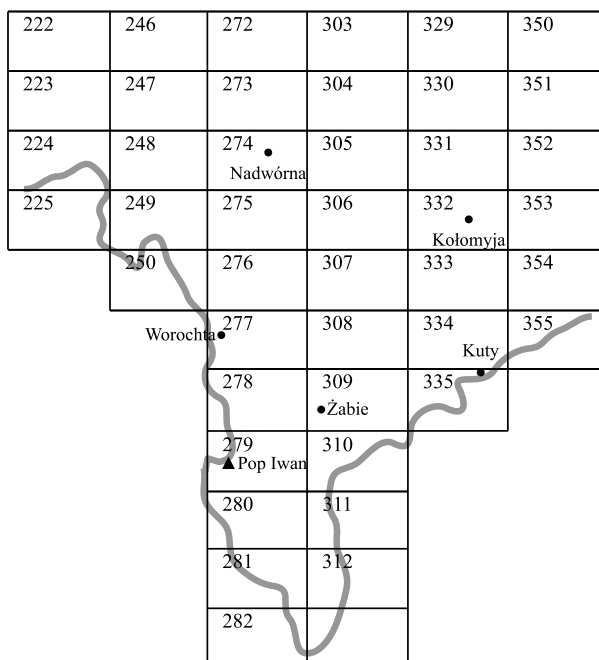 222 246 272 303 329 350
223 247 273 304 330 351
224 248 274 305 331 352
Nadwórna
225 249 275 306 332 353
Kołomyja
250 276 307 333 354
277 308 334 355
Worochta
Kuty
278 309 335
Żabie
279 310
Pop Iwan
280 311
281 312
282